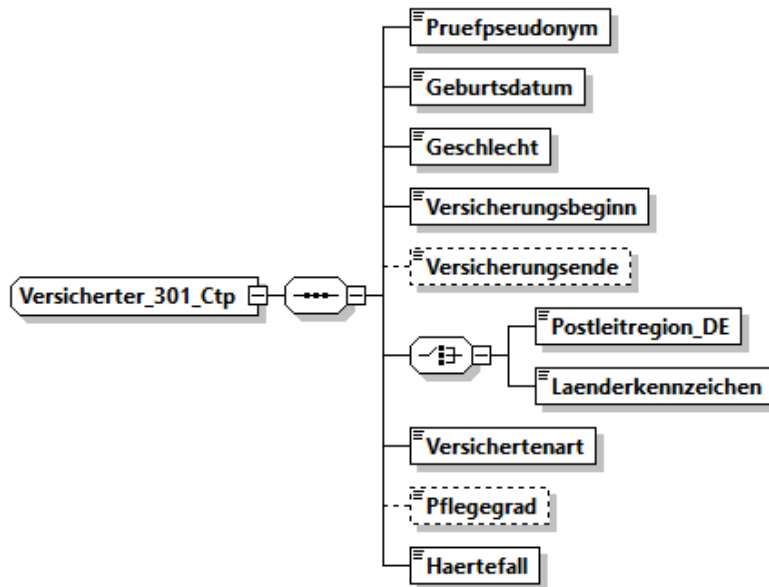 Pruefpseudonym
Geburtsdatum
Geschlecht
Versicherungsbeginn
Versicherter_301_Ctp
Versicherungsende
Postleitregion_DE
Laenderkennzeichen
Versichertenart
Pflegegrad
Haertefall